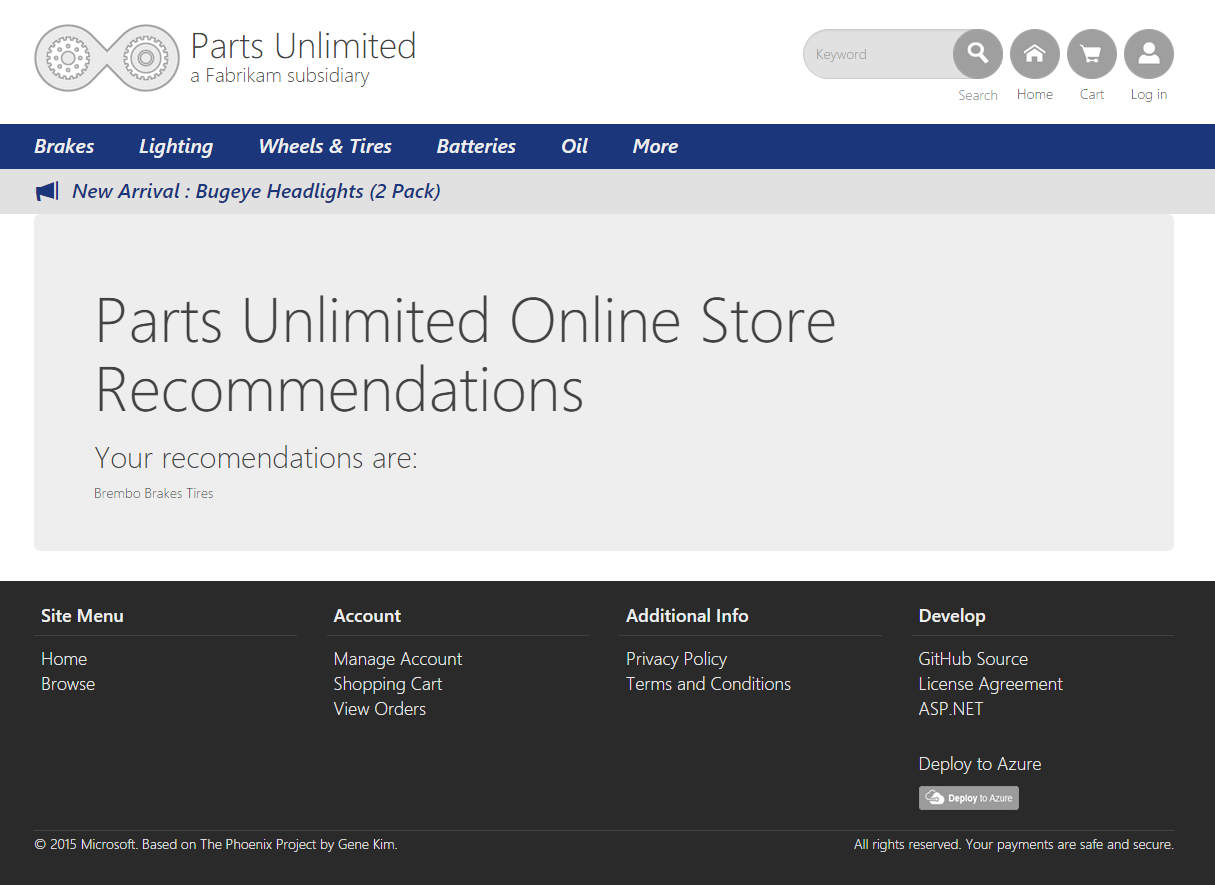 Parts Unlimited
a Fabrikam subsidiary
Keyword
Search Home Cart Log in
Brakes Lighting Wheels & Tires Batteries Oil More
New Arrival : Bugeye Headlights (2 Pack)
Parts Unlimited Online Store
Recommendations
Your recomendations are:
Brembo Brakes Tires
Site Menu
Home
Browse
Account
Manage Account
Shopping Cart
View Orders
Additional Info
Privacy Policy
Terms and Conditions
Develop
GitHub Source
License Agreement
ASP.NET
Deploy to Azure
Deploy to Azure
© 2015 Microsoft. Based on The Phoenix Project by Gene Kim.
All rights reserved. Your payments are safe and secure.